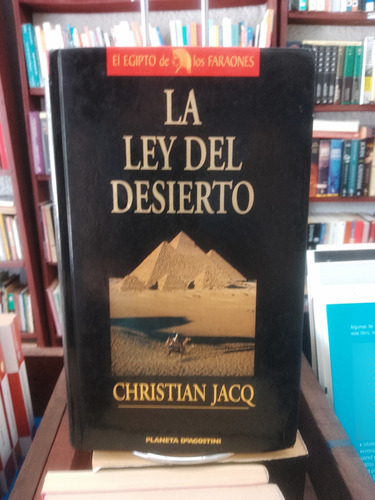 El EGIPTO de los FARAONES
LA
LEY DEL
DESIERTO
CHRISTIAN JACQ
PLANETA DeAGOSTINI